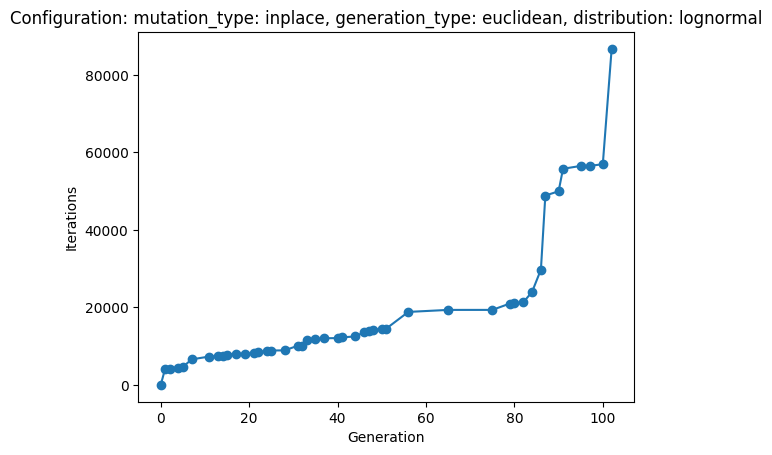 Configuration: mutation_type: inplace, generation_type: euclidean, distribution: lognormal
80000
60000
40000
20000
0
Iterations
0 20 40 60 80 100
Generation